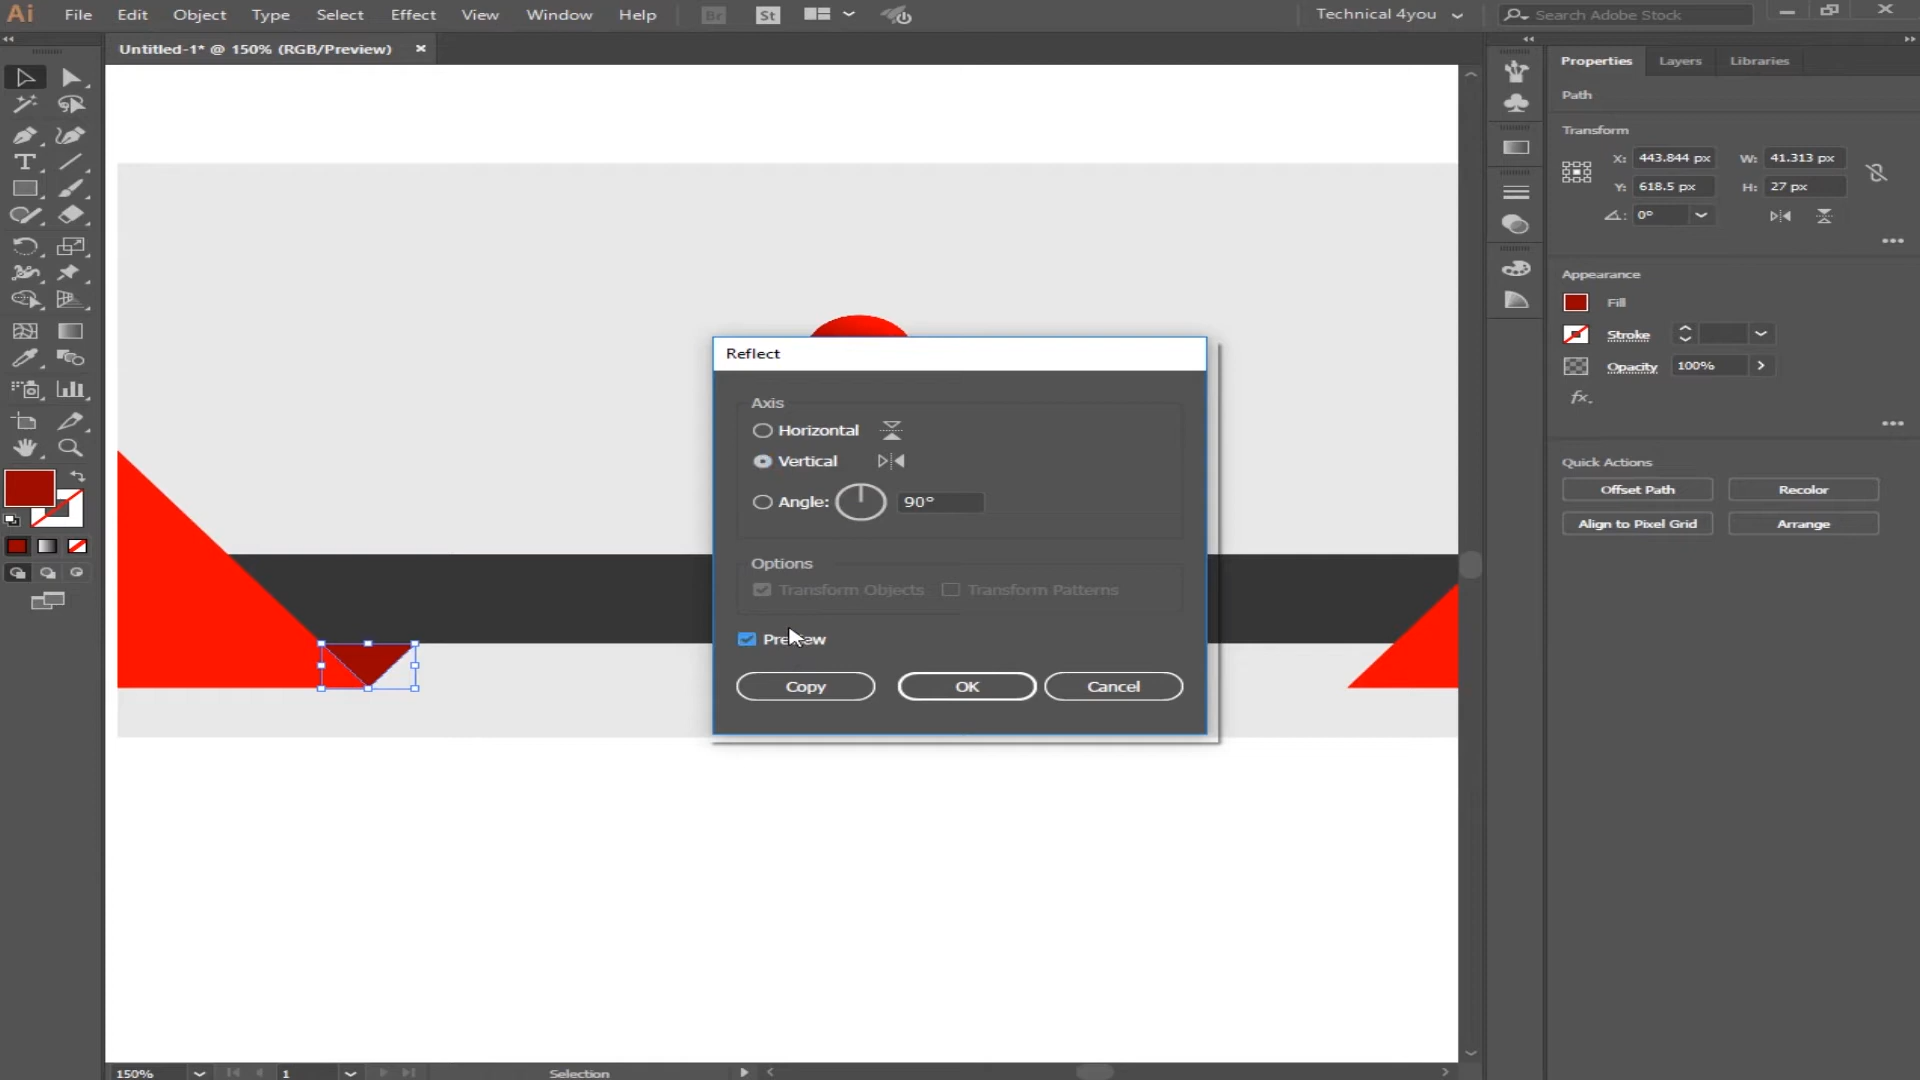 Ai File Edit Object Type Select Effect View Window Help Br St Technical 4you Search Adobe Stock
Untitled-1* @ 150% (RGB/Preview)
Properties Layers Libraries
Path
Transform
X: 443.844 px W: 41.313 px
Y: 618.5 px H: 27 px
0°
Appearance
Fill
Stroke
Opacity 100%
fx.
Quick Actions
Offset Path Recolor
Align to Pixel Grid Arrange
Reflect
Axis
Horizontal
Vertical
Angle: 90°
Options
Transform Objects Transform Patterns
Preview
Copy OK Cancel
150% 1 Selection